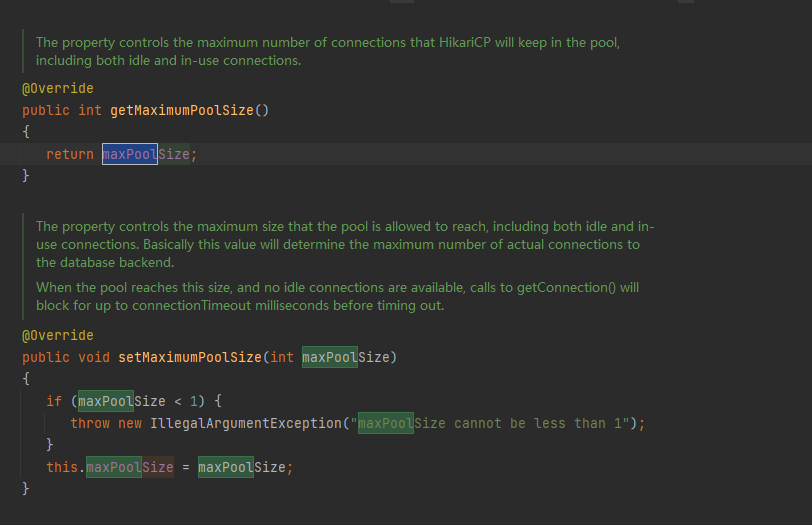 The property controls the maximum number of connections that HikariCP will keep in the pool,
including both idle and in-use connections.
@Override
public int getMaximumPoolSize()
{
return maxPoolSize;
}
The property controls the maximum size that the pool is allowed to reach, including both idle and in-
use connections. Basically this value will determine the maximum number of actual connections to
the database backend.
When the pool reaches this size, and no idle connections are available, calls to getConnection() will
block for up to connectionTimeout milliseconds before timing out.
@Override
public void setMaximumPoolSize(int maxPoolSize)
{
if (maxPoolSize < 1) {
throw new IllegalArgumentException("maxPoolSize cannot be less than 1");
}
this.maxPoolSize = maxPoolSize;
}